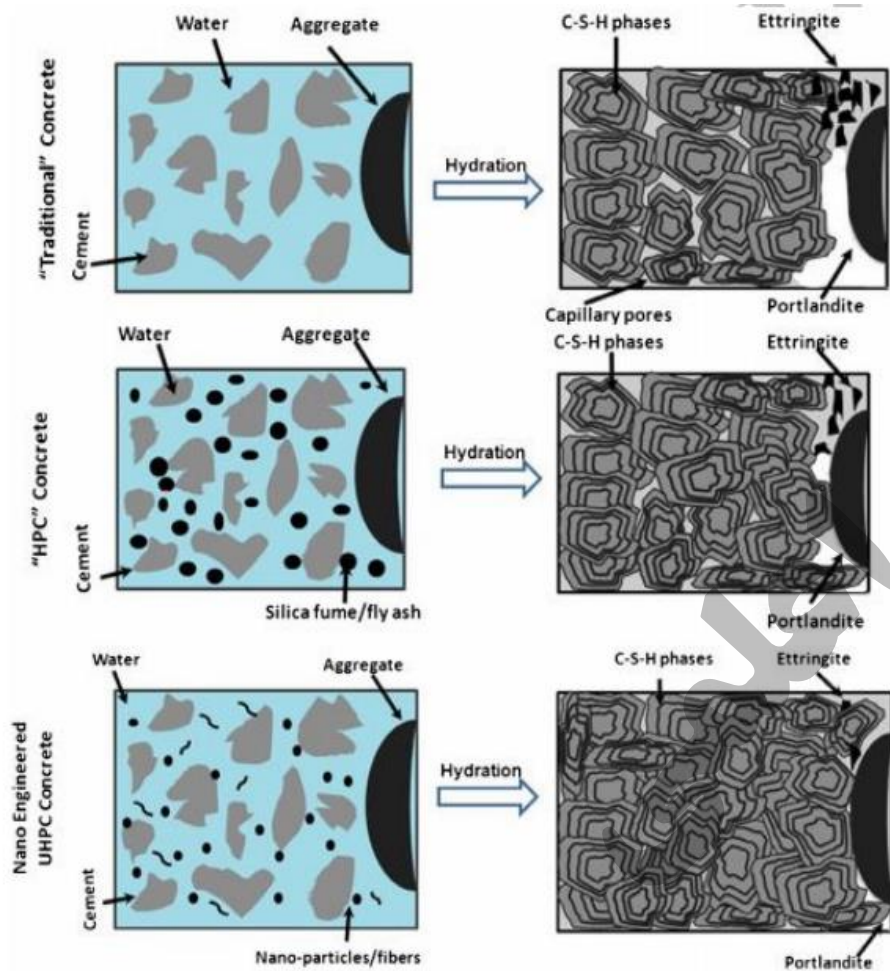 Water
Aggregate
"Traditional" Concrete
Cement
Hydration
C-S-H phases
Ettringite
Capillary pores
Portlandite
Water
Aggregate
"HPC" Concrete
Cement
Silica fume/fly ash
Hydration
C-S-H phases
Ettringite
Portlandite
Water
Aggregate
Nano Engineered
UHPC Concrete
Cement
Nano-particles/fibers
Hydration
C-S-H phases
Ettringite
Portlandite